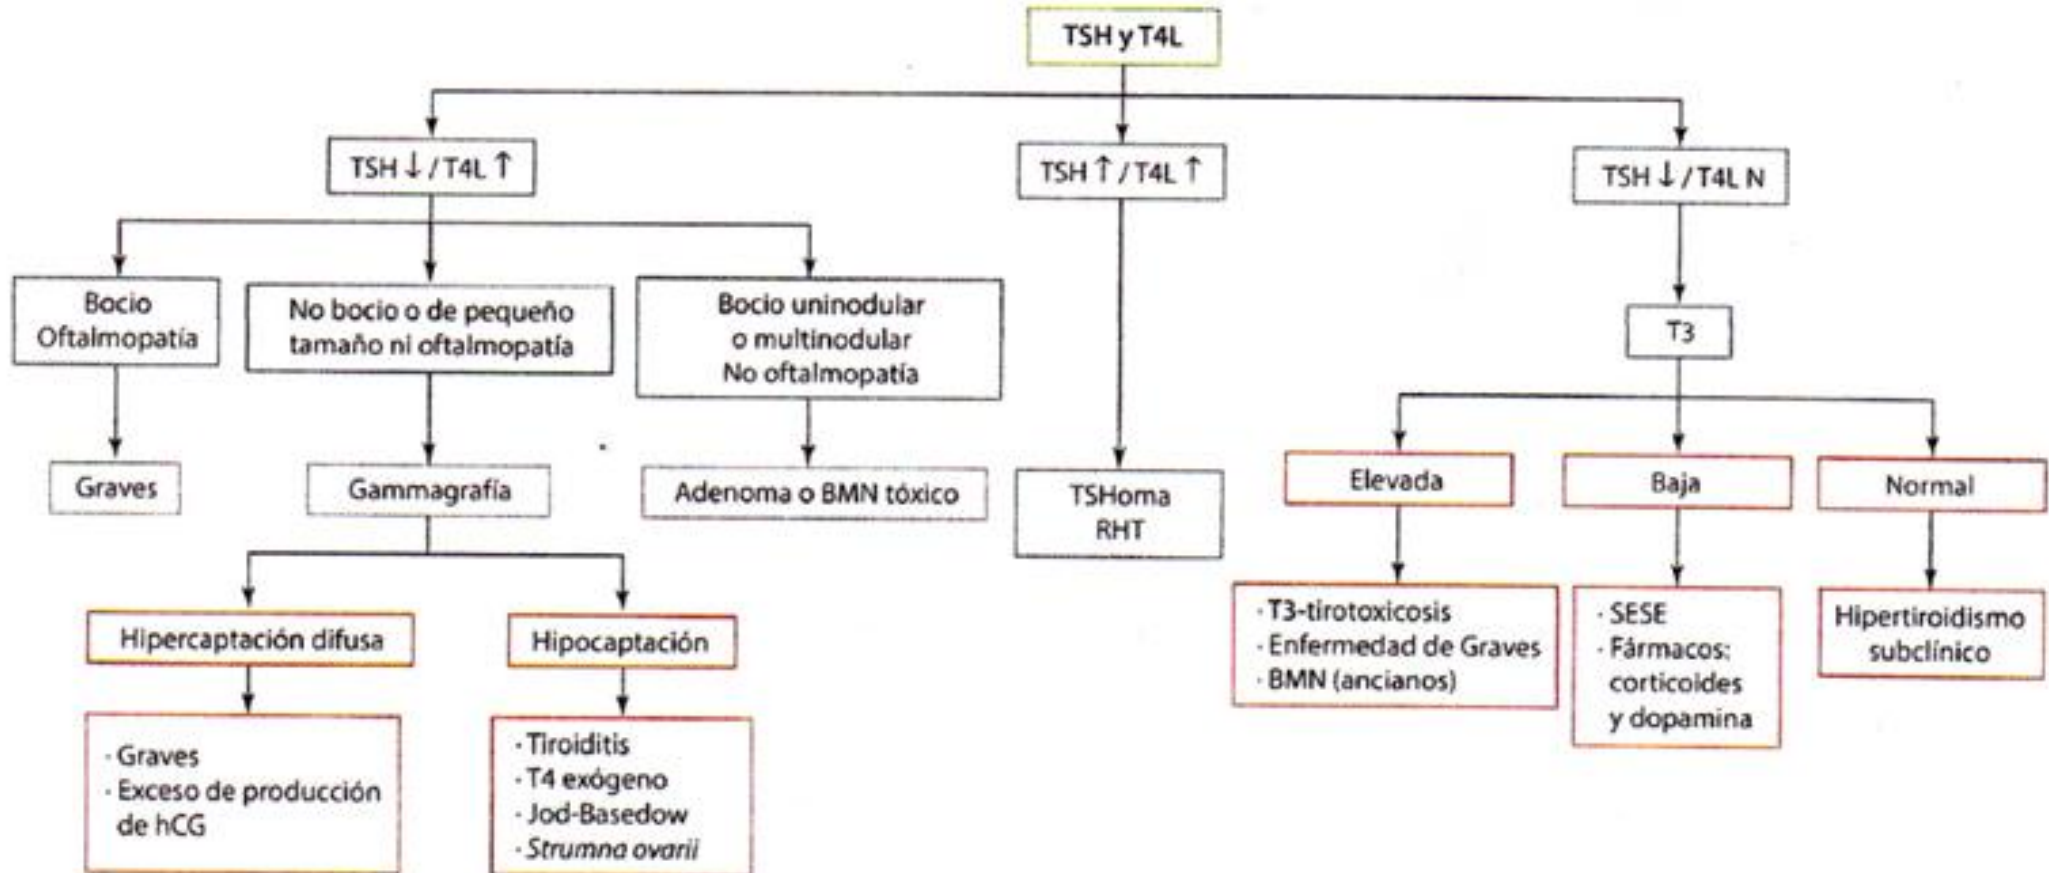 TSH y T4L
TSH ↓ / T4L ↑
TSH ↑ / T4L ↑
TSH ↓ / T4L N
Bocio
Oftalmopatía
No bocio o de pequeño
tamaño ni oftalmopatía
Bocio uninodular
o multinodular
No oftalmopatía
T3
Graves
Gammagrafía
Adenoma o BMN tóxico
TSHoma
RHT
Elevada
Baja
Normal
Hipercaptación difusa
Hipocaptación
· T3-tirotoxicosis
· Enfermedad de Graves
· BMN (ancianos)
· SESE
· Fármacos:
corticoides
y dopamina
Hipertiroidismo
subclínico
· Graves
· Exceso de producción
de hCG
· Tiroiditis
· T4 exógeno
· Jod-Basedow
· Strumna ovarii